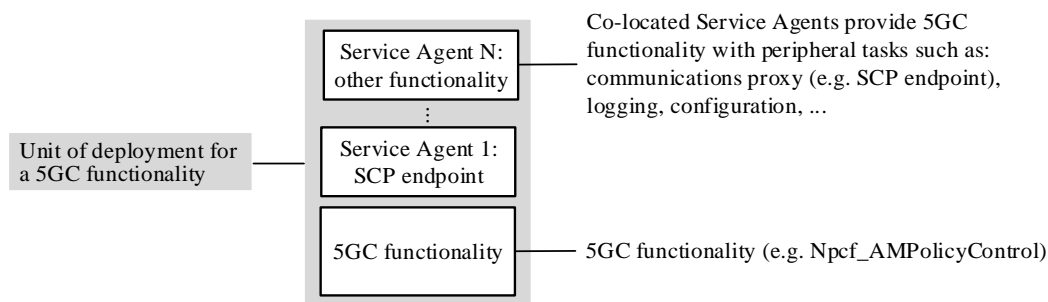 Service Agent N:
other functionality
Co-located Service Agents provide 5GC
functionality with peripheral tasks such as:
communications proxy (e.g. SCP endpoint),
logging, configuration, ...
...
Unit of deployment for
a 5GC functionality
Service Agent 1:
SCP endpoint
5GC functionality
5GC functionality (e.g. Npcf_AMPolicyControl)